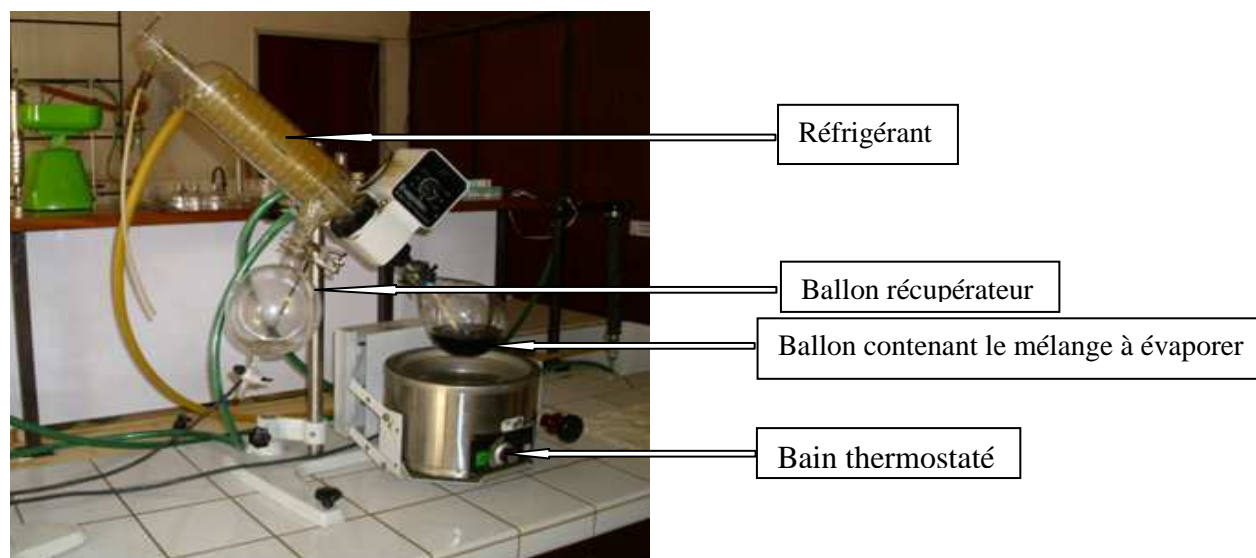 Réfrigérant
Ballon récupérateur
Ballon contenant le mélange à évaporer
Bain thermostaté